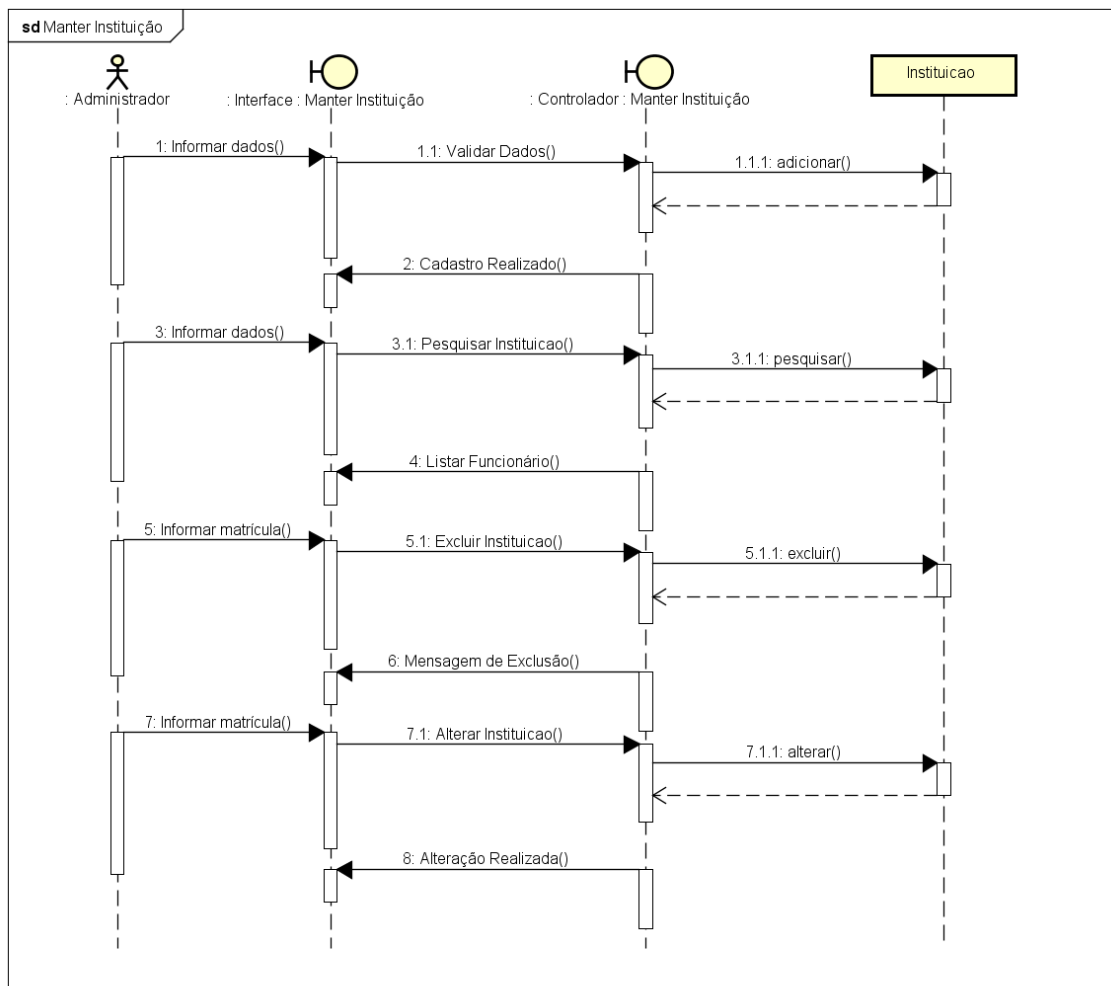 sd Manter Instituição
: Administrador
: Interface : Manter Instituição
: Controlador : Manter Instituição
Instituicao
1: Informar dados()
1.1: Validar Dados()
1.1.1: adicionar()
2: Cadastro Realizado()
3: Informar dados()
3.1: Pesquisar Instituicao()
3.1.1: pesquisar()
4: Listar Funcionário()
5: Informar matrícula()
5.1: Excluir Instituicao()
5.1.1: excluir()
6: Mensagem de Exclusão()
7: Informar matrícula()
7.1: Alterar Instituicao()
7.1.1: alterar()
8: Alteração Realizada()